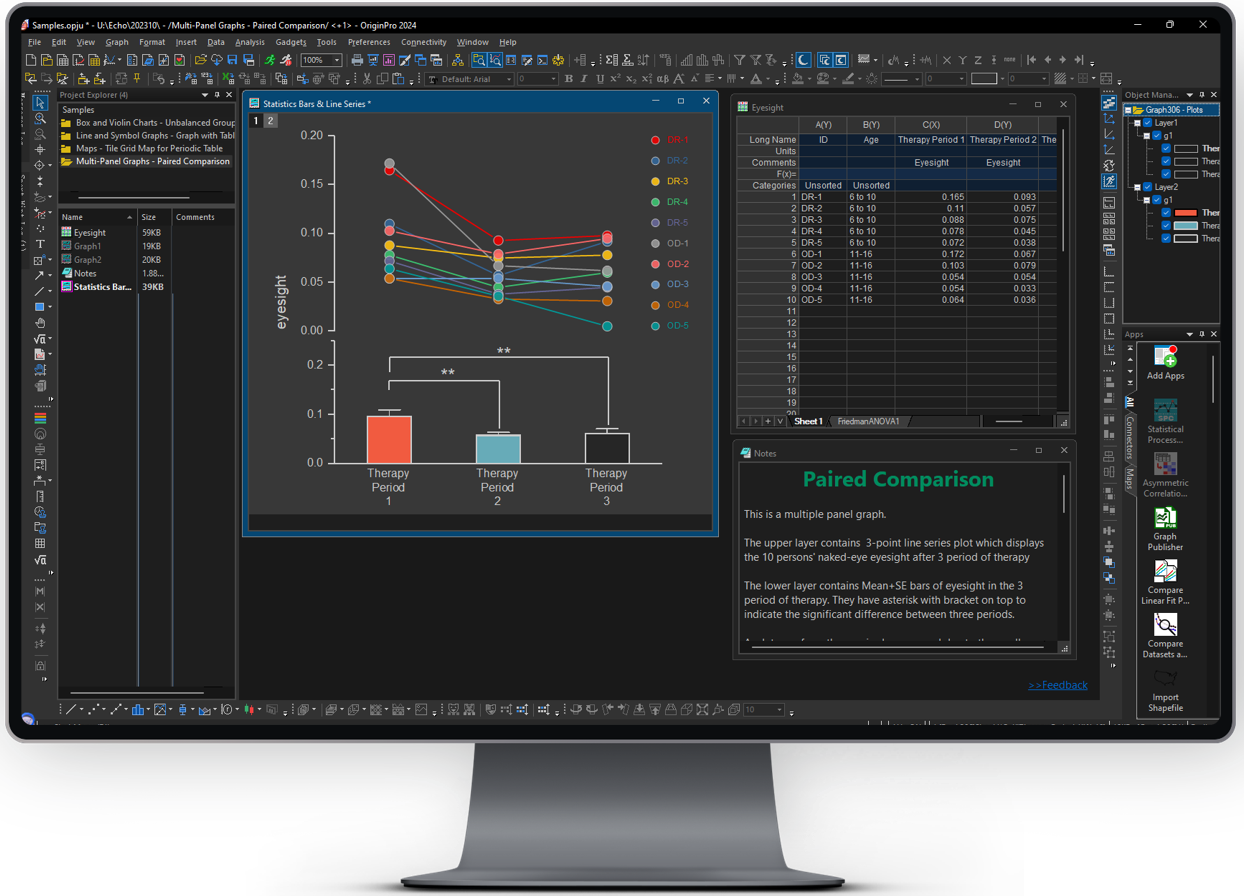 Samples.opju * - U:\Echo\202310\ - /Multi-Panel Graphs - Paired Comparison/ <+1> - OriginPro 2024
File Edit View Graph Format Insert Data Analysis Gadgets Tools Preferences Connectivity Window Help
100%
Default: Arial 0 B I U
0 0
Project Explorer (4)
Samples
Box and Violin Charts - Unbalanced Group
Line and Symbol Graphs - Graph with Tabl
Maps - Tile Grid Map for Periodic Table
Multi-Panel Graphs - Paired Comparison
Name Size Comments
Eyesight 59KB
Graph1 19KB
Graph2 20KB
Notes 1.88...
Statistics Bar... 39KB
Statistics Bars & Line Series *
1 2
0.20
0.15
0.10
0.05
0.00
eyesight
DR-1
DR-2
DR-3
DR-4
DR-5
OD-1
OD-2
OD-3
OD-4
OD-5
0.2
0.1
0.0
**
**
Therapy Period 1
Therapy Period 2
Therapy Period 3
Eyesight
A(Y) B(Y) C(X) D(Y)
Long Name ID Age Therapy Period 1 Therapy Period 2 The
Units
Comments Eyesight Eyesight
F(x)=
Categories Unsorted Unsorted
1 DR-1 6 to 10 0.165 0.093
2 DR-2 6 to 10 0.11 0.057
3 DR-3 6 to 10 0.088 0.075
4 DR-4 6 to 10 0.078 0.045
5 DR-5 6 to 10 0.072 0.038
6 OD-1 11-16 0.172 0.067
7 OD-2 11-16 0.103 0.079
8 OD-3 11-16 0.054 0.054
9 OD-4 11-16 0.054 0.033
10 OD-5 11-16 0.064 0.036
11
12
13
14
15
16
17
18
19
Sheet1 FriedmanANOVA1
Notes
Paired Comparison
This is a multiple panel graph.
The upper layer contains 3-point line series plot which displays
the 10 persons' naked-eye eyesight after 3 period of therapy
The lower layer contains Mean+SE bars of eyesight in the 3
period of therapy. They have asterisk with bracket on top to
indicate the significant difference between three periods.
>>Feedback
Object Mana...
Graph306 - Plots
Layer1
g1
Thera
Thera
Thera
Layer2
g1
Ther
Thera
Thera
Apps
All
Connectors
Maps
Add Apps
Statistical
Process...
Asymmetric
Correlatio...
Graph
Publisher
Compare
Linear Fit P...
Compare
Datasets a...
Import
Shapefile
10